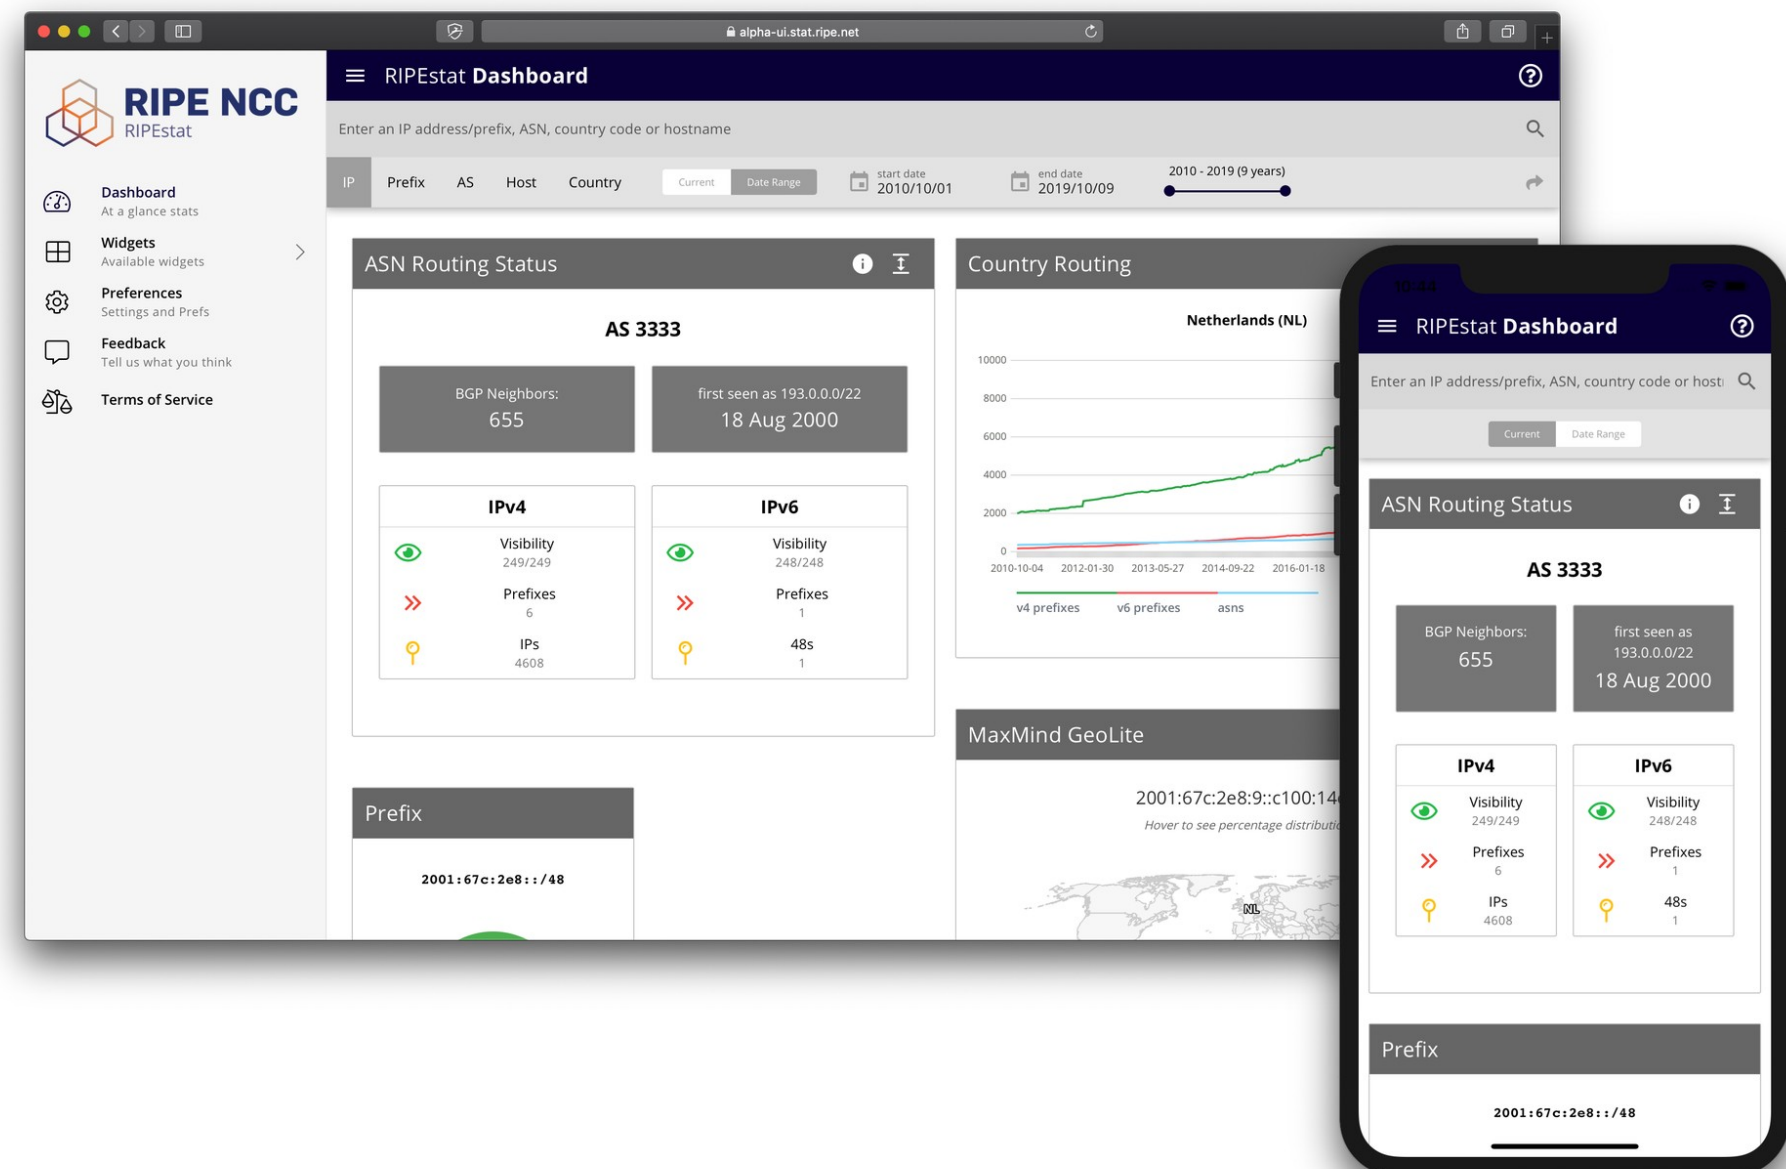 alpha-ui.stat.ripe.net
RIPE NCC
RIPEstat
Dashboard
At a glance stats
Widgets
Available widgets
Preferences
Settings and Prefs
Feedback
Tell us what you think
Terms of Service
RIPEstat Dashboard
Enter an IP address/prefix, ASN, country code or hostname
IP Prefix AS Host Country Current Date Range start date 2010/10/01 end date 2019/10/09 2010 - 2019 (9 years)
ASN Routing Status
AS 3333
BGP Neighbors:
655
first seen as 193.0.0.0/22
18 Aug 2000
IPv4
Visibility
249/249
Prefixes
6
IPs
4608
IPv6
Visibility
248/248
Prefixes
1
48s
1
Prefix
2001:67c:2e8::/48
Country Routing
Netherlands (NL)
10000
8000
6000
4000
2000
0
2010-10-04 2012-01-30 2013-05-27 2014-09-22 2016-01-18
v4 prefixes v6 prefixes asns
MaxMind GeoLite
2001:67c:2e8:9::c100:14
Hover to see percentage
NL
10:44
RIPEstat Dashboard
Enter an IP address/prefix, ASN, country code or host
Current Date Range
ASN Routing Status
AS 3333
BGP Neighbors:
655
first seen as
193.0.0.0/22
18 Aug 2000
IPv4
Visibility
249/249
Prefixes
6
IPs
4608
IPv6
Visibility
248/248
Prefixes
1
48s
1
Prefix
2001:67c:2e8::/48